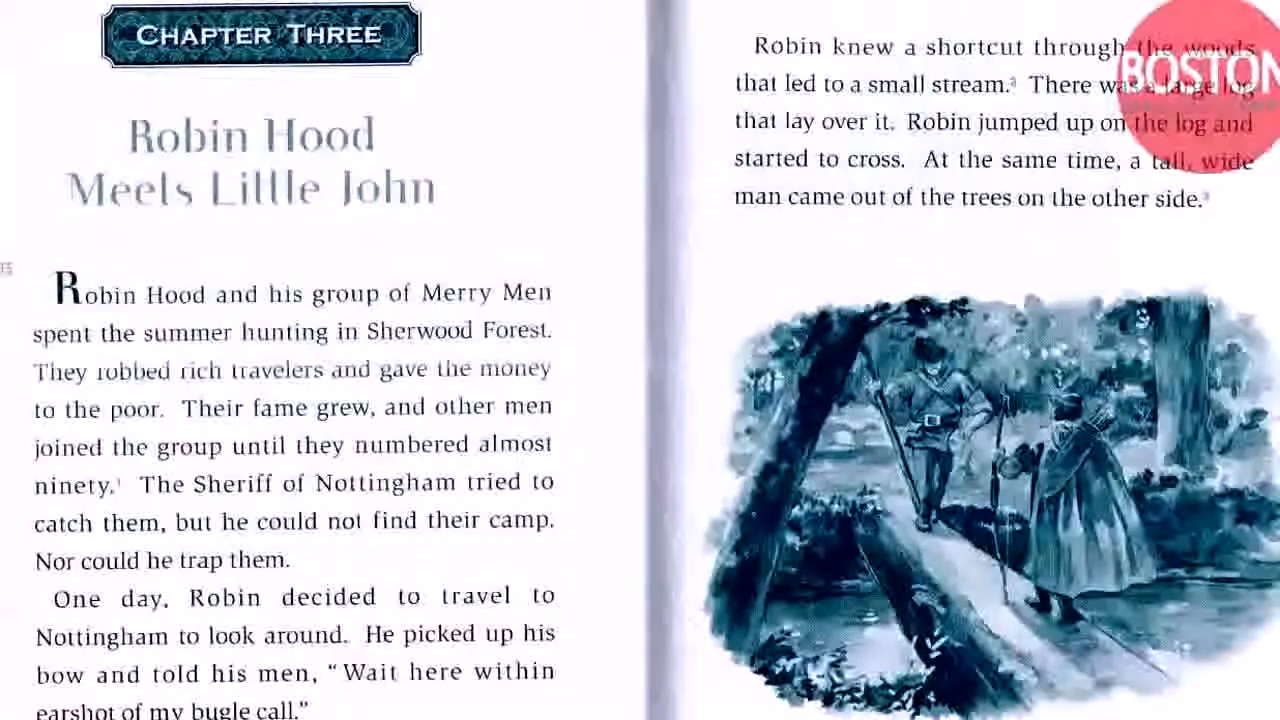 CHAPTER THREE
Robin Hood
Meets Little John
Robin Hood and his group of Merry Men
spent the summer hunting in Sherwood Forest.
They robbed rich travelers and gave the money
to the poor. Their fame grew, and other men
joined the group until they numbered almost
ninety.¹ The Sheriff of Nottingham tried to
catch them, but he could not find their camp.
Nor could he trap them.
One day, Robin decided to travel to
Nottingham to look around. He picked up his
bow and told his men, "Wait here within
earshot of my bugle call."
Robin knew a shortcut through the woods
that led to a small stream.² There was a large log
that lay over it. Robin jumped up on the log and
started to cross. At the same time, a tall, wide
man came out of the trees on the other side.³
BOSTON